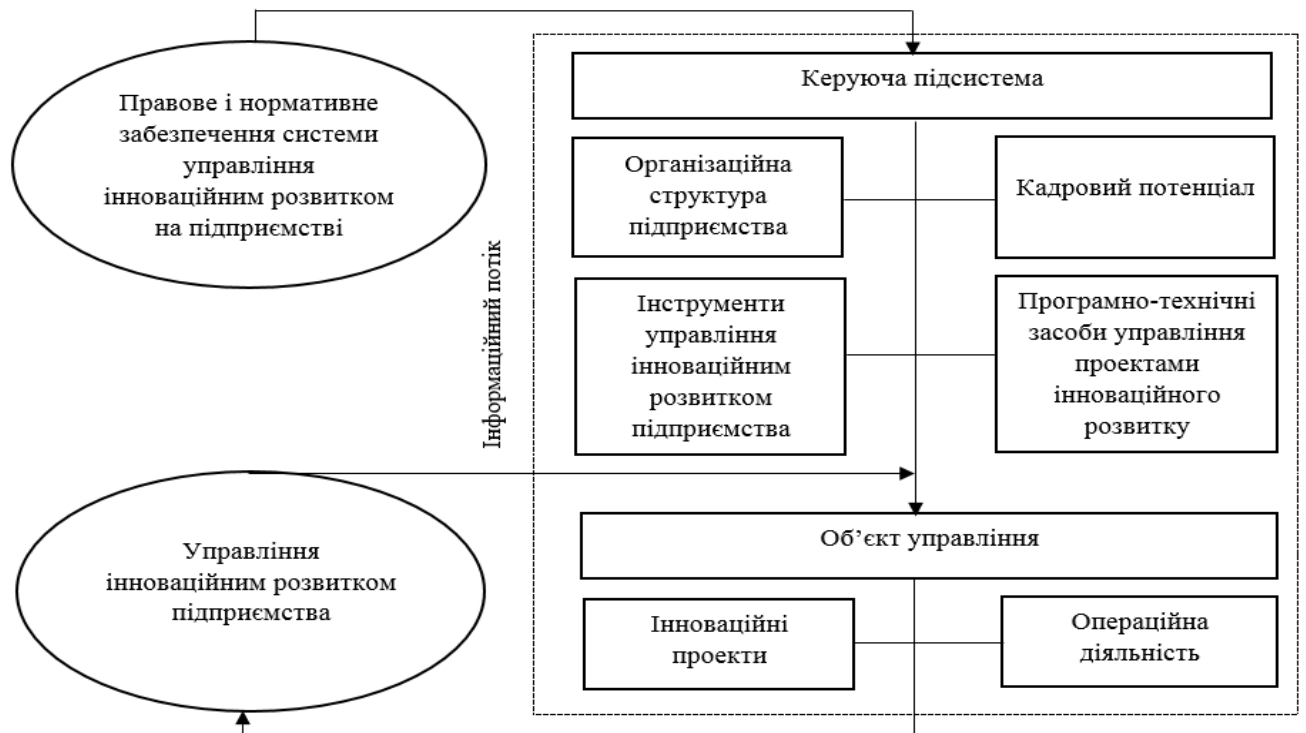 Правове і нормативне
забезпечення системи
управління
інноваційним розвитком
на підприємстві
Керуюча підсистема
Організаційна
структура
підприємства
Кадровий потенціал
Інформаційний потік
Інструменти
управління
інноваційним
розвитком
підприємства
Програмно-технічні
засоби управління
проектами
інноваційного
розвитку
Управління
інноваційним розвитком
підприємства
Об’єкт управління
Інноваційні
проекти
Операційна
діяльність